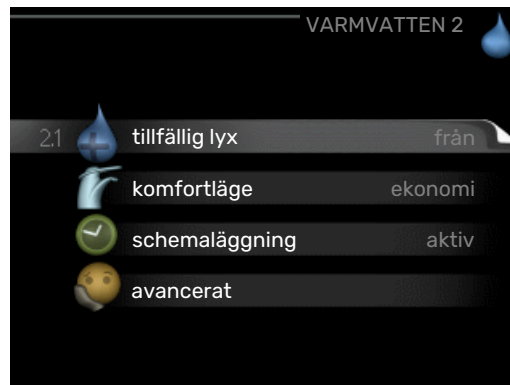 VARMVATTEN 2
2.1 tillfällig lyx från
komfortläge ekonomi
schemaläggning aktiv
avancerat